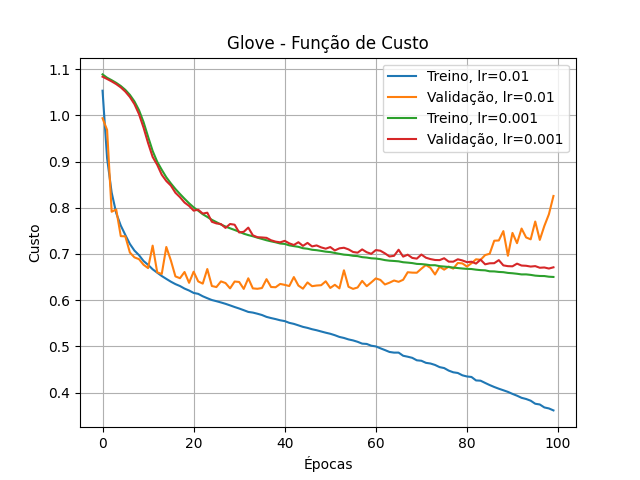 Glove - Função de Custo
Treino, lr=0.01
Validação, lr=0.01
Treino, lr=0.001
Validação, lr=0.001
Custo
1.1
1.0
0.9
0.8
0.7
0.6
0.5
0.4
0
20
40
60
80
100
Épocas